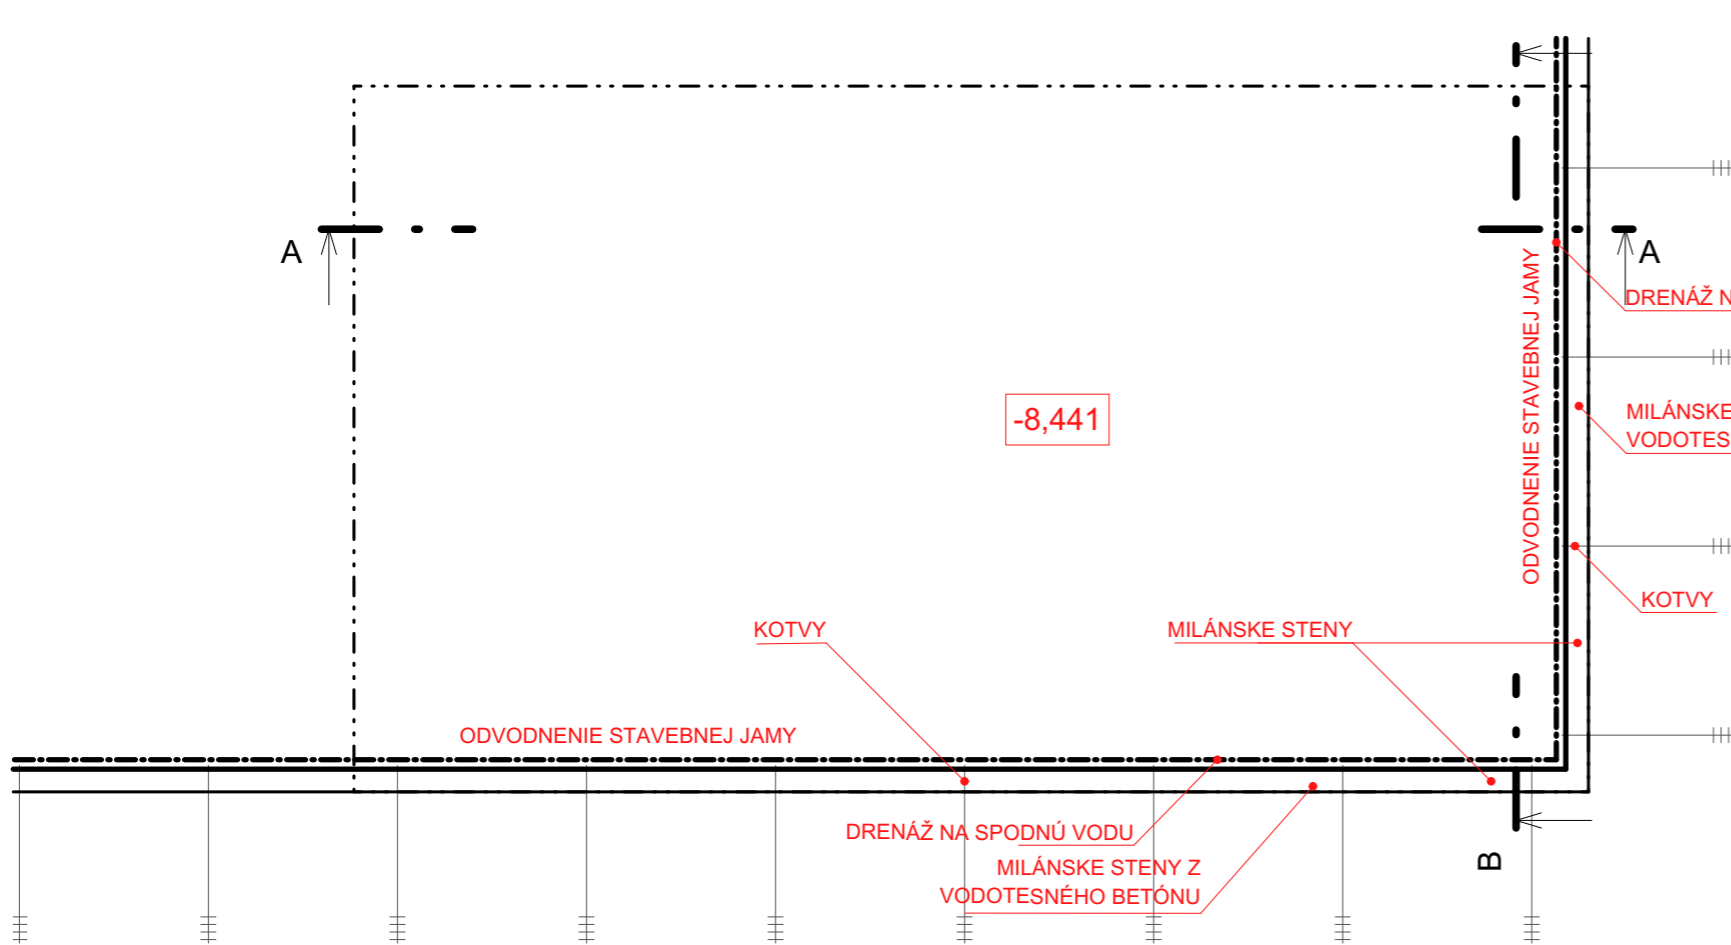 A
A
DRENÁŽ N
ODVODNENIE STAVEBNEJ JAMY
-8,441
MILÁNSKE
VODOTES
KOTVY
KOTVY
MILÁNSKE STENY
ODVODNENIE STAVEBNEJ JAMY
DRENÁŽ NA SPODNÚ VODU
MILÁNSKE STENY Z
VODOTESNÉHO BETÓNU
B